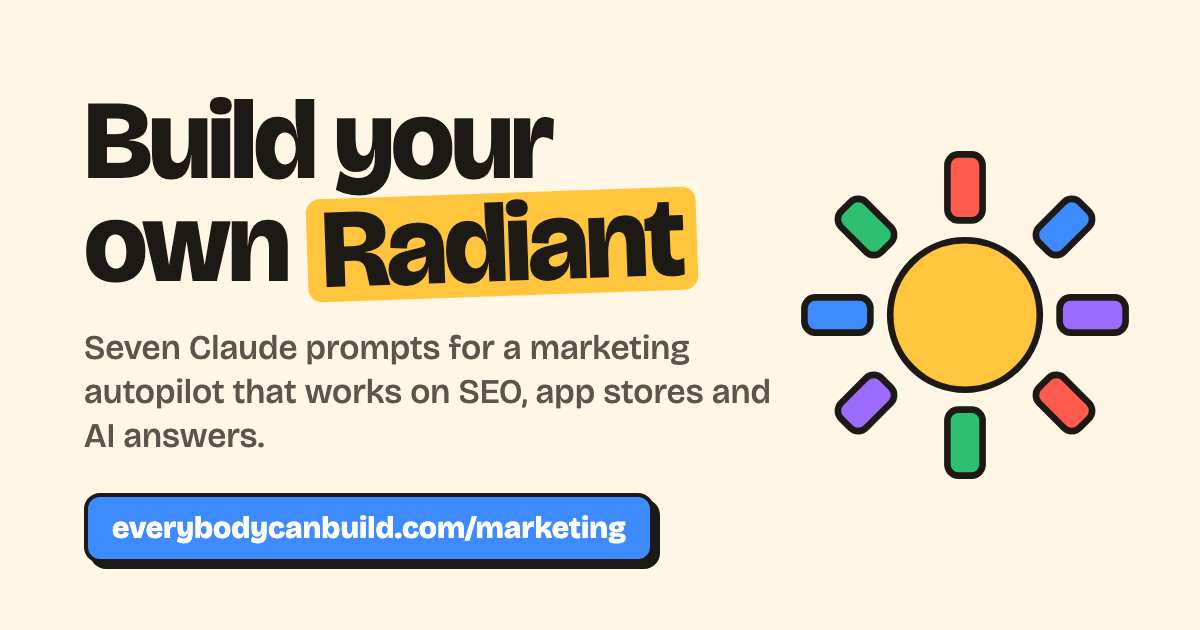 Build your
own Radiant
Seven Claude prompts for a marketing
autopilot that works on SEO, app stores and
AI answers.
everybodycanbuild.com/marketing